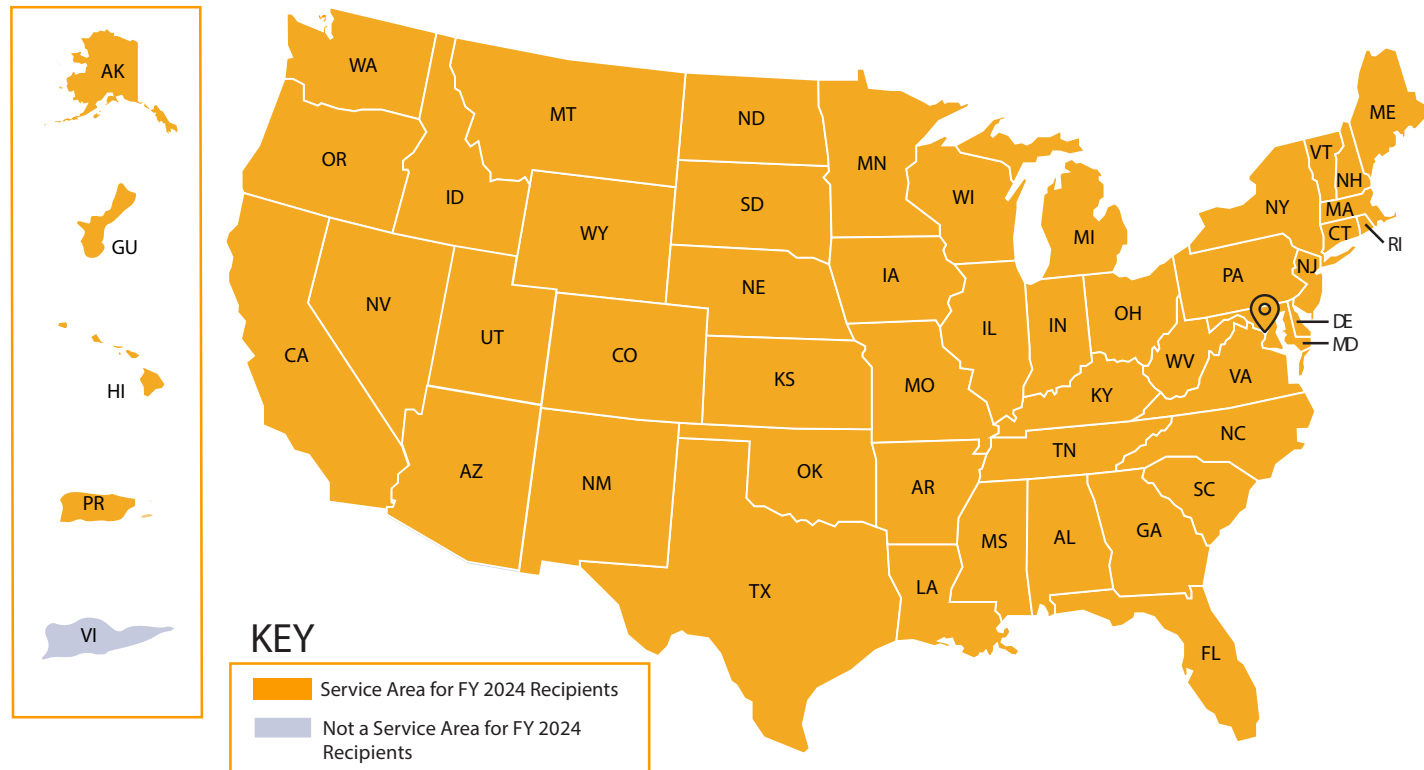 AK
GU
HI
PR
VI
WA
OR
CA
ID
NV
MT
WY
UT
AZ
CO
NM
ND
SD
NE
KS
OK
TX
MN
IA
MO
AR
LA
WI
IL
MI
IN
OH
KY
TN
MS
AL
GA
FL
SC
NC
VA
WV
PA
NY
VT
NH
ME
MA
CT
RI
NJ
DE
MD
KEY
Service Area for FY 2024 Recipients
Not a Service Area for FY 2024
Recipients